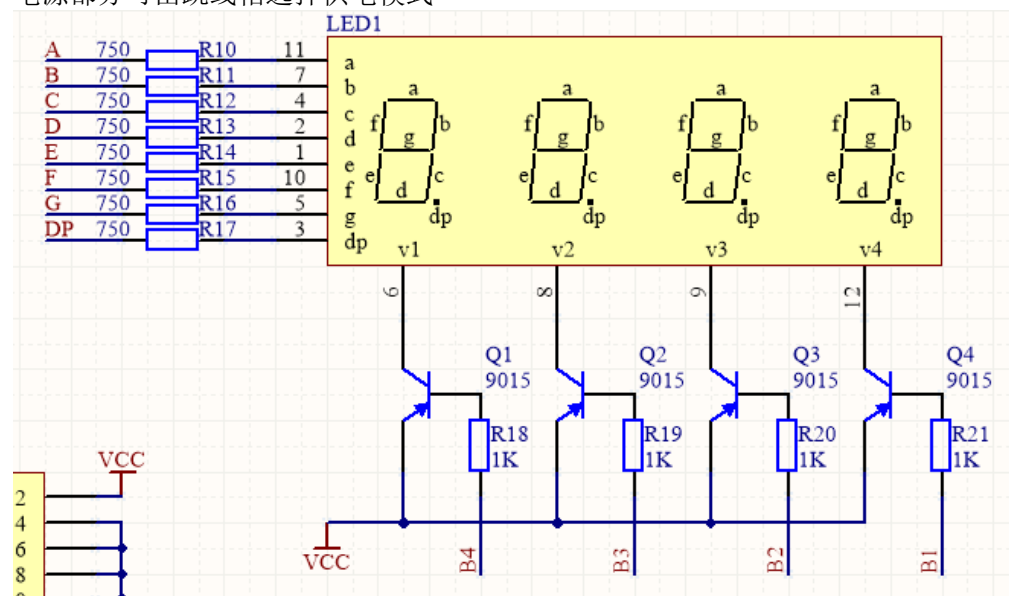 LED1
A 750 R10 11 a
B 750 R11 7 b
C 750 R12 4 c
D 750 R13 2 d
E 750 R14 1 e
F 750 R15 10 f
G 750 R16 5 g
DP 750 R17 3 dp
a a a a
f b f b f b f b
g g g g
e c e c e c e c
d d d d
dp dp dp dp
v1 v2 v3 v4
6 8 9 12
Q1 Q2 Q3 Q4
9015 9015 9015 9015
R18 R19 R20 R21
1K 1K 1K 1K
VCC
2
4
6
8
VCC
B4 B3 B2 B1